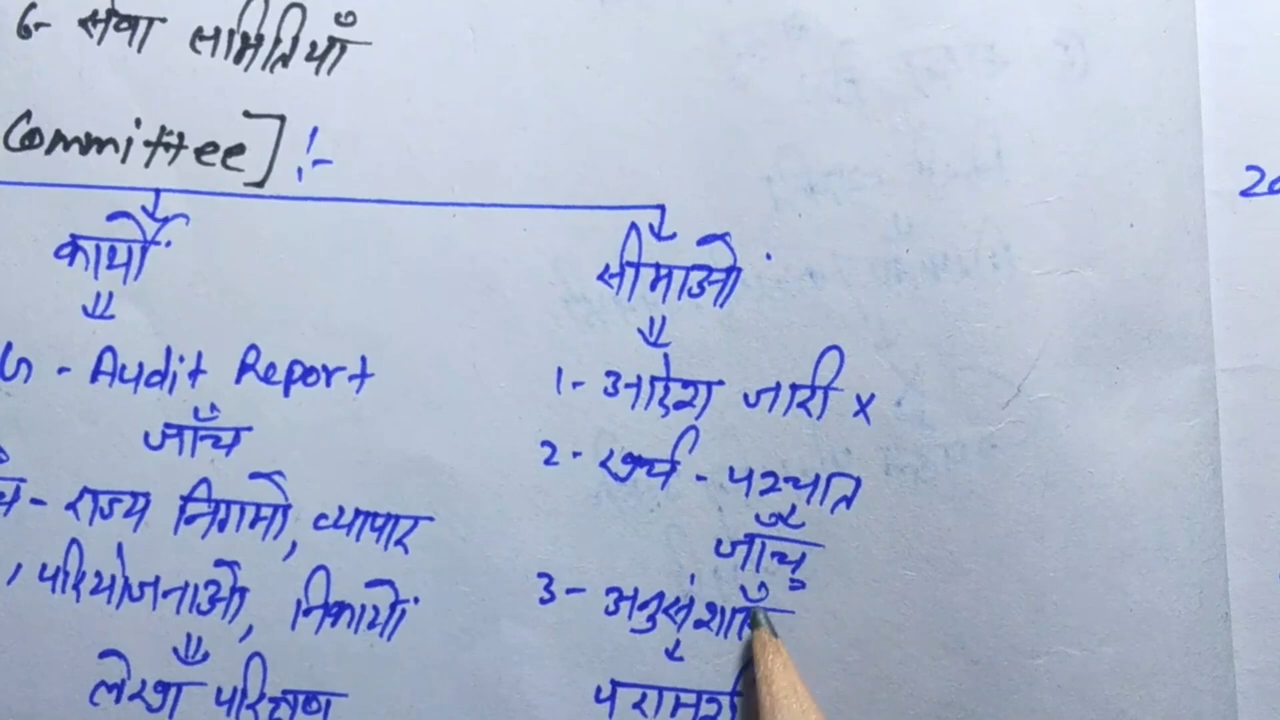 6- सेवा समितियाँ
Committee] :-
कार्यों
सीमाओं
- Audit Report
जाँच
1- आदेश जारी x
2- खर्च - पश्चात
जाँच
- राज्य निगमों, व्यापार
, परियोजनाओं, निकायों
3- अनुसंशाएँ
लेखाँ परिक्षण
परामर्श
20